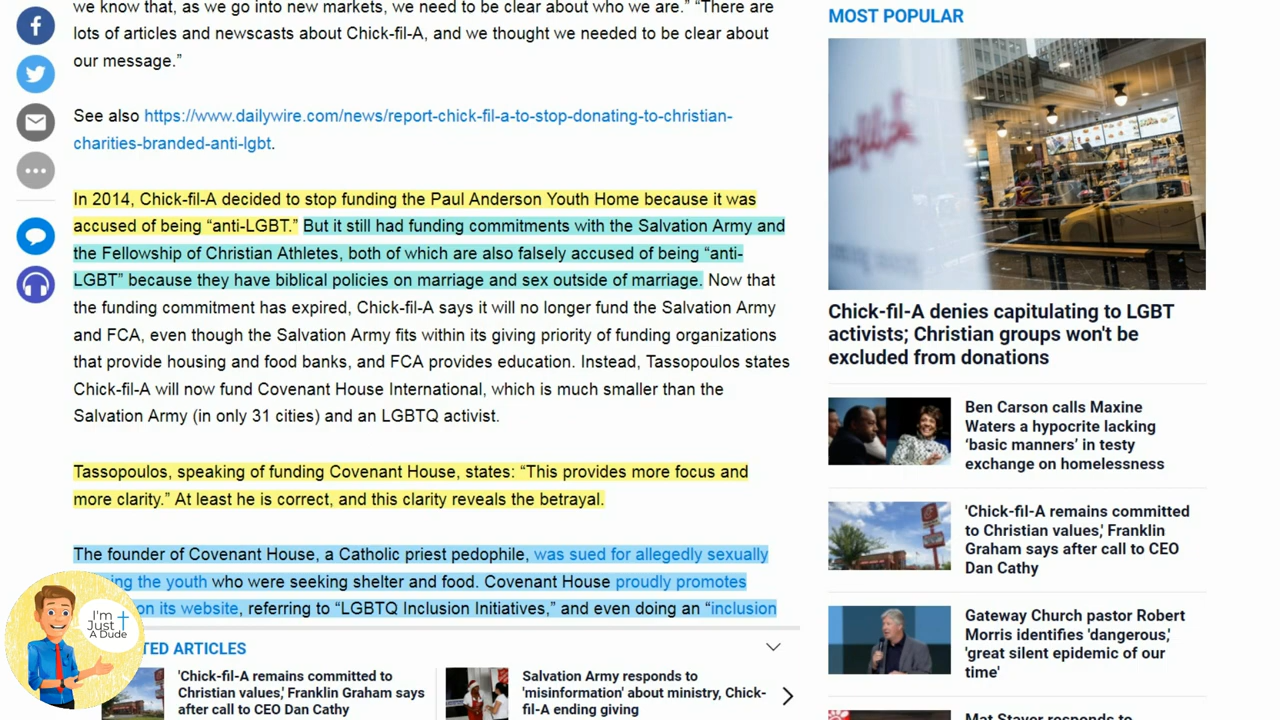 we know that, as we go into new markets, we need to be clear about who we are.” “There are
lots of articles and newscasts about Chick-fil-A, and we thought we needed to be clear about
our message.”
See also https://www.dailywire.com/news/report-chick-fil-a-to-stop-donating-to-christian-
charities-branded-anti-lgbt.
In 2014, Chick-fil-A decided to stop funding the Paul Anderson Youth Home because it was
accused of being “anti-LGBT.” But it still had funding commitments with the Salvation Army and
the Fellowship of Christian Athletes, both of which are also falsely accused of being “anti-
LGBT” because they have biblical policies on marriage and sex outside of marriage. Now that
the funding commitment has expired, Chick-fil-A says it will no longer fund the Salvation Army
and FCA, even though the Salvation Army fits within its giving priority of funding organizations
that provide housing and food banks, and FCA provides education. Instead, Tassopoulos states
Chick-fil-A will now fund Covenant House International, which is much smaller than the
Salvation Army (in only 31 cities) and an LGBTQ activist.
Tassopoulos, speaking of funding Covenant House, states: “This provides more focus and
more clarity.” At least he is correct, and this clarity reveals the betrayal.
The founder of Covenant House, a Catholic priest pedophile, was sued for allegedly sexually
ing the youth who were seeking shelter and food. Covenant House proudly promotes
on its website, referring to “LGBTQ Inclusion Initiatives,” and even doing an “inclusion
I'm
Just
A Dude
TED ARTICLES
'Chick-fil-A remains committed to
Christian values,' Franklin Graham says
after call to CEO Dan Cathy
Salvation Army responds to
'misinformation' about ministry, Chick-
fil-A ending giving
MOST POPULAR
Chick-fil-A denies capitulating to LGBT
activists; Christian groups won't be
excluded from donations
Ben Carson calls Maxine
Waters a hypocrite lacking
‘basic manners’ in testy
exchange on homelessness
'Chick-fil-A remains committed
to Christian values,' Franklin
Graham says after call to CEO
Dan Cathy
Gateway Church pastor Robert
Morris identifies 'dangerous,'
'great silent epidemic of our
time'
Mat Staver responds to